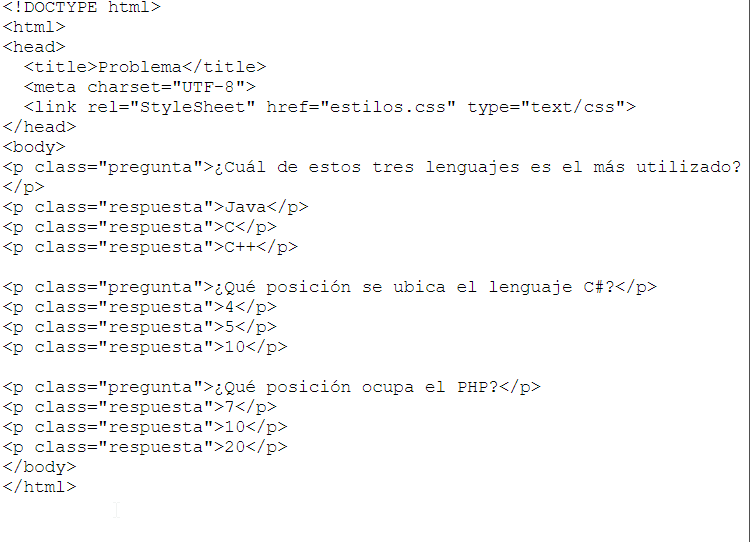 <!DOCTYPE html>
<html>
<head>
  <title>Problema</title>
  <meta charset="UTF-8">
  <link rel="StyleSheet" href="estilos.css" type="text/css">
</head>
<body>
<p class="pregunta">¿Cuál de estos tres lenguajes es el más utilizado?
</p>
<p class="respuesta">Java</p>
<p class="respuesta">C</p>
<p class="respuesta">C++</p>

<p class="pregunta">¿Qué posición se ubica el lenguaje C#?</p>
<p class="respuesta">4</p>
<p class="respuesta">5</p>
<p class="respuesta">10</p>

<p class="pregunta">¿Qué posición ocupa el PHP?</p>
<p class="respuesta">7</p>
<p class="respuesta">10</p>
<p class="respuesta">20</p>
</body>
</html>